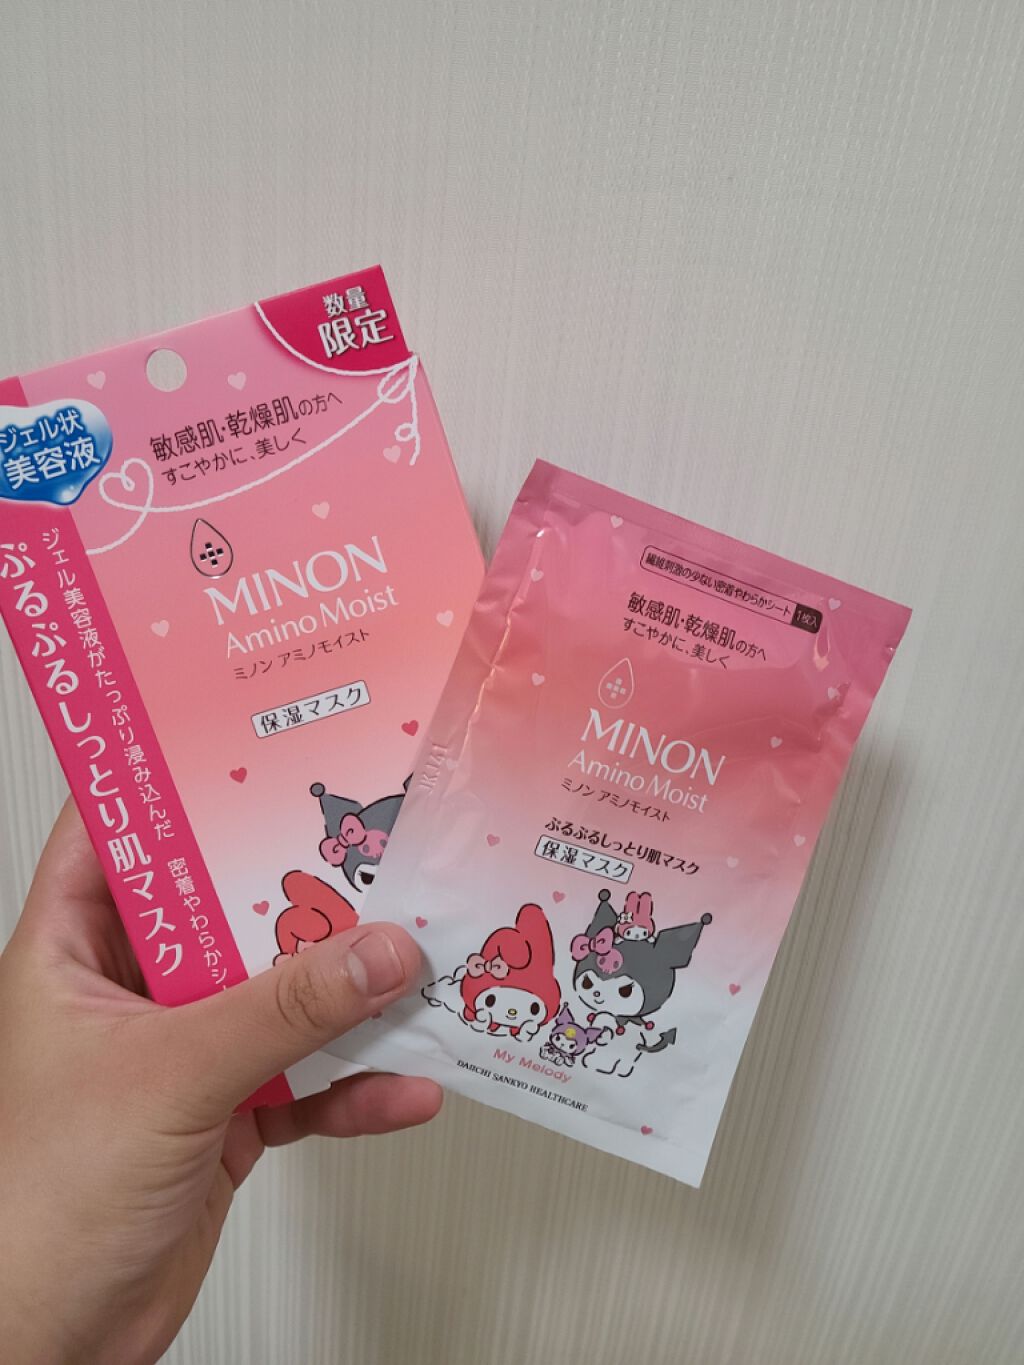 数量
限定
ジェル状
美容液
敏感肌・乾燥肌の方へ
すこやかに、美しく
MINON
Amino Moist
ミノン アミノモイスト
保湿マスク
ジェル美容液がたっぷり浸み込んだ 密着やわらかシー
ぷるぷるしっとり肌マスク
繊維刺激の少ない密着やわらかシート 1枚入
敏感肌・乾燥肌の方へ
すこやかに、美しく
MINON
Amino Moist
ミノン アミノモイスト
ぷるぷるしっとり肌マスク
保湿マスク
My Melody
DAIICHI SANKYO HEALTHCARE